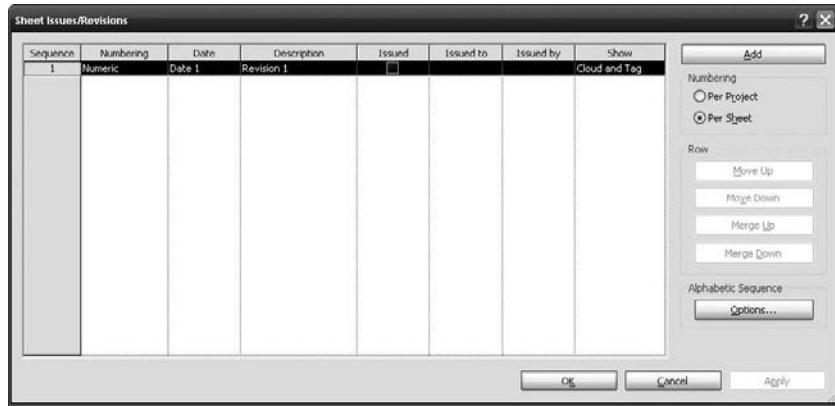 Sheet Issues/Revisions
Sequence Numbering Date Description Issued Issued to Issued by Show
1 Numeric Date 1 Revision 1 Cloud and Tag
Add
Numbering
Per Project
Per Sheet
Row
Move Up
Move Down
Merge Up
Merge Down
Alphabetic Sequence
Options...
OK Cancel Apply